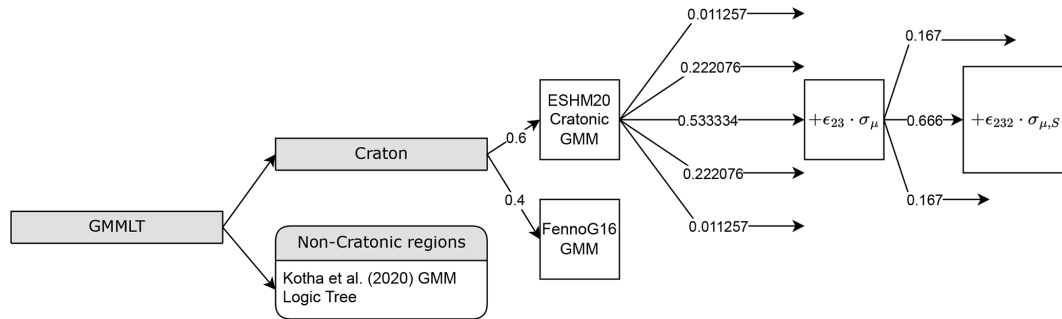 GMMLT
Craton
Non-Cratonic regions
Kotha et al. (2020) GMM
Logic Tree
0.6
0.4
ESHM20
Cratonic
GMM
FennoG16
GMM
0.011257
0.222076
0.533334
0.222076
0.011257
+ϵ₂₃ · σ_μ
0.167
0.666
0.167
+ϵ₂₃₂ · σ_{μ,S}